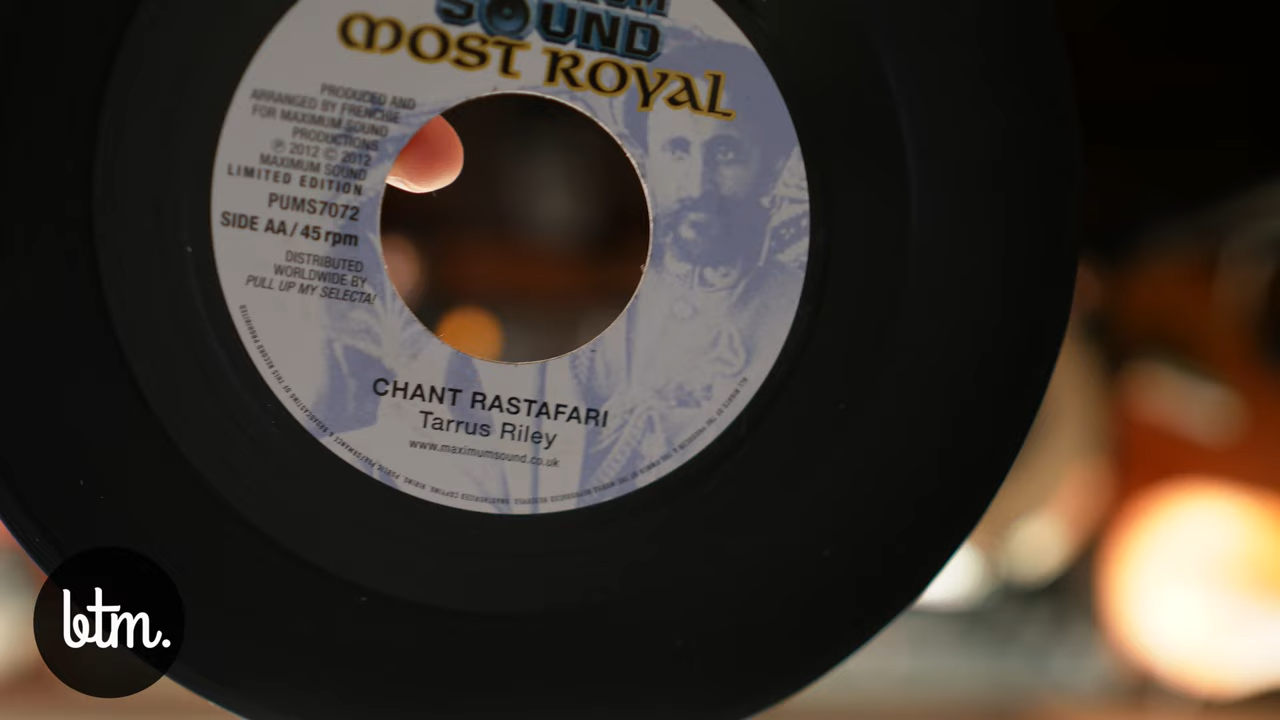 SOUND
MOST ROYAL
PRODUCED AND
ARRANGED BY FRENCHIE
FOR MAXIMUM SOUND
PRODUCTIONS
℗ 2012 © 2012
MAXIMUM SOUND
LIMITED EDITION
PUMS7072
SIDE AA/45 rpm
DISTRIBUTED
WORLDWIDE BY
PULL UP MY SELECTA!
CHANT RASTAFARI
Tarrus Riley
www.maximumsound.co.uk
btm.